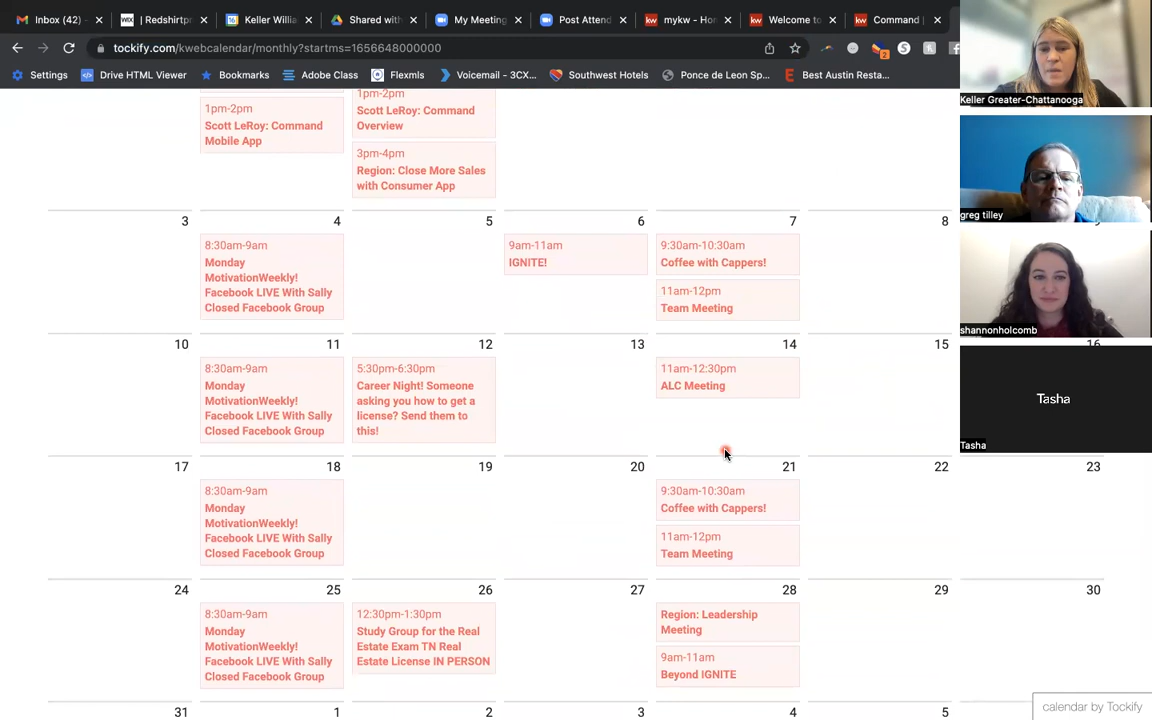 Inbox (42) -
| Redshirtpr
Keller Willia
Shared with
My Meeting
Post Attend
mykw - Hon
Welcome to
Command |
tockify.com/kwebcalendar/monthly?startms=1656648000000
Settings
Drive HTML Viewer
Bookmarks
Adobe Class
Flexmls
Voicemail - 3CX...
Southwest Hotels
Ponce de Leon Sp...
Best Austin Resta...
1pm-2pm
Scott LeRoy: Command
Mobile App
1pm-2pm
Scott LeRoy: Command
Overview
3pm-4pm
Region: Close More Sales
with Consumer App
3
4
5
6
7
8
8:30am-9am
Monday
MotivationWeekly!
Facebook LIVE With Sally
Closed Facebook Group
9am-11am
IGNITE!
9:30am-10:30am
Coffee with Cappers!
11am-12pm
Team Meeting
10
11
12
13
14
15
16
8:30am-9am
Monday
MotivationWeekly!
Facebook LIVE With Sally
Closed Facebook Group
5:30pm-6:30pm
Career Night! Someone
asking you how to get a
license? Send them to
this!
11am-12:30pm
ALC Meeting
17
18
19
20
21
22
23
8:30am-9am
Monday
MotivationWeekly!
Facebook LIVE With Sally
Closed Facebook Group
9:30am-10:30am
Coffee with Cappers!
11am-12pm
Team Meeting
24
25
26
27
28
29
30
8:30am-9am
Monday
MotivationWeekly!
Facebook LIVE With Sally
Closed Facebook Group
12:30pm-1:30pm
Study Group for the Real
Estate Exam TN Real
Estate License IN PERSON
Region: Leadership
Meeting
9am-11am
Beyond IGNITE
31
1
2
3
4
5
calendar by Tockify
Keller Greater-Chattanooga
greg tilley
shannonholcomb
Tasha
Tasha